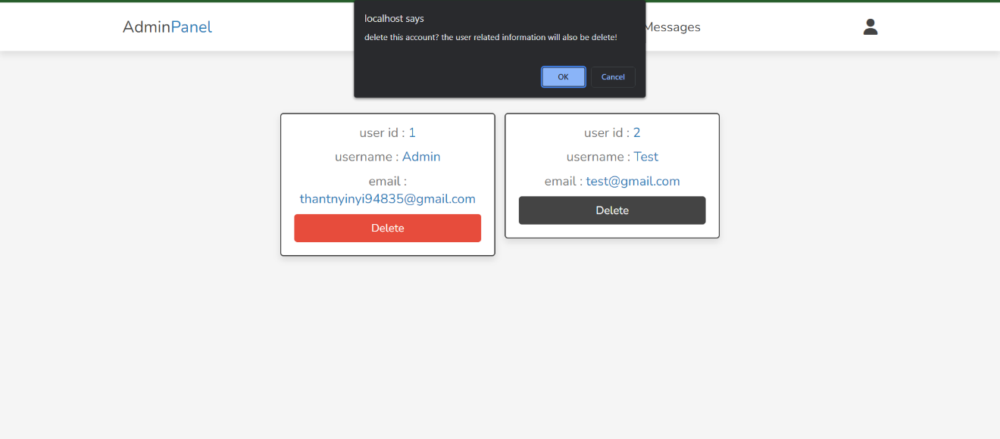 AdminPanel
localhost says
delete this account? the user related information will also be delete!
OK Cancel
Messages
user id : 1
username : Admin
email :
thantnyinyi94835@gmail.com
Delete
user id : 2
username : Test
email : test@gmail.com
Delete